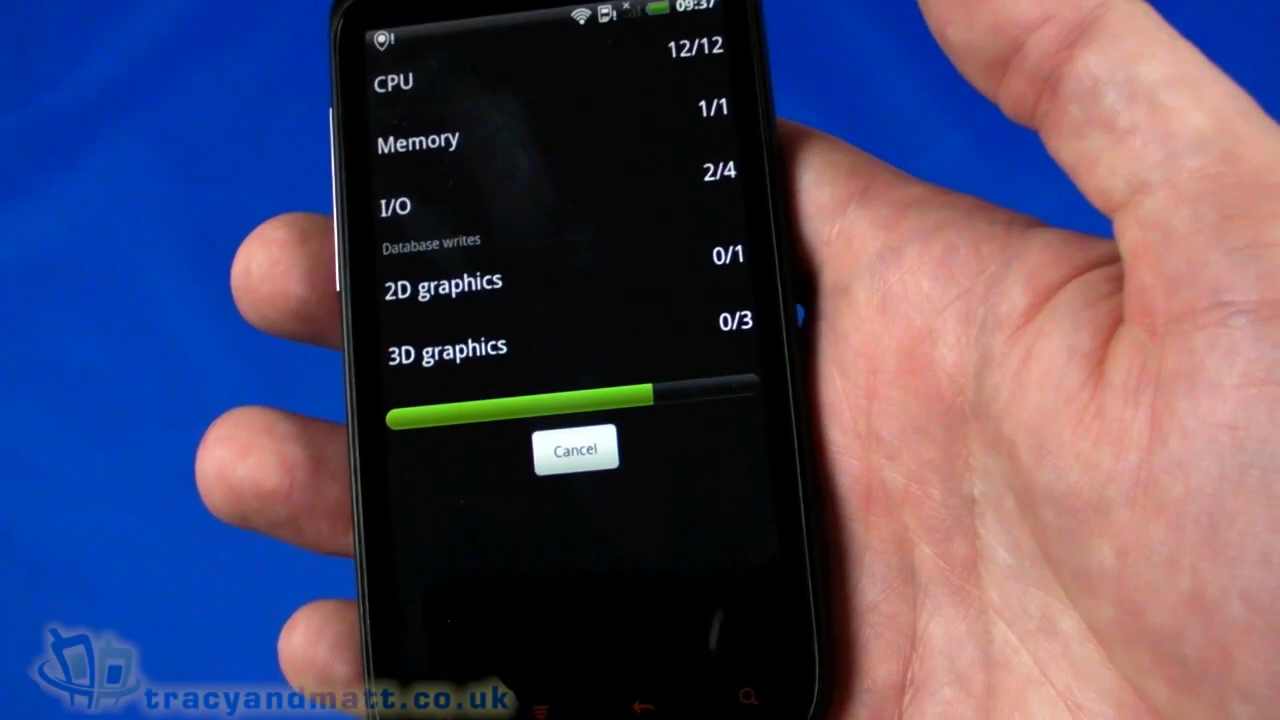 09:37
CPU 12/12
Memory 1/1
I/O 2/4
Database writes
2D graphics 0/1
3D graphics 0/3
Cancel
tracyandmatt.co.uk